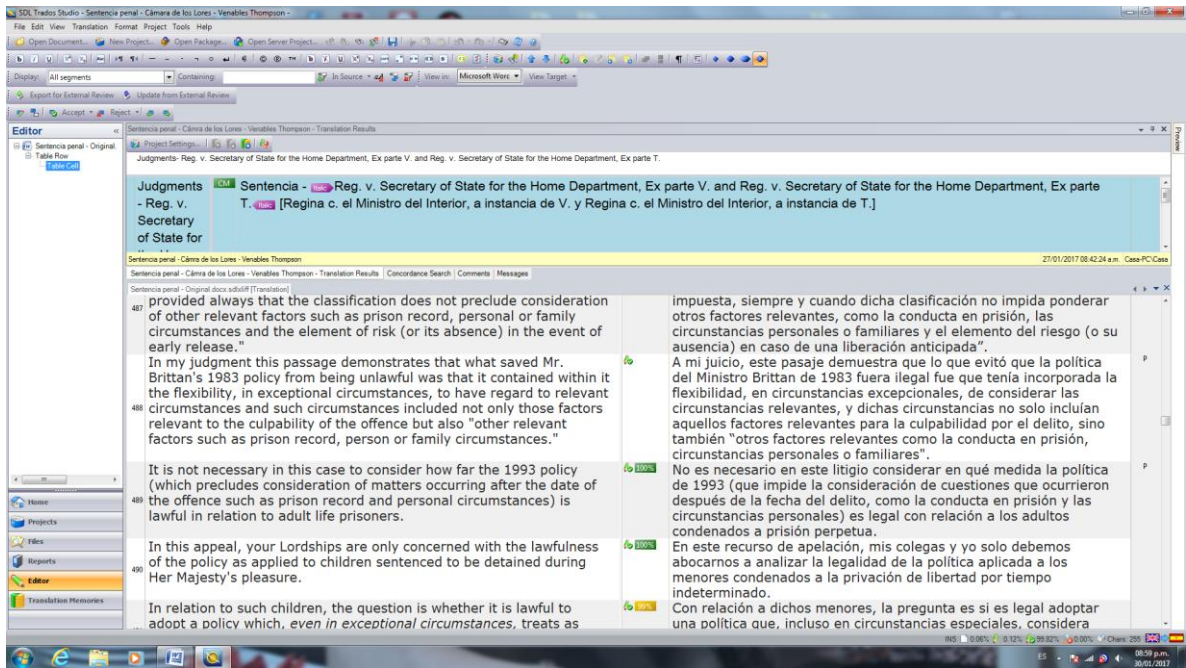 SDL Trados Studio - Sentencia penal - Cámara de los Lores - Venables Thompson -
File Edit View Translation Format Project Tools Help
Open Document... New Project... Open Package... Open Server Project...
Display: All segments Containing: In Source View in: Microsoft Word View Target
Export for External Review Update from External Review
Accept Reject
Editor
Sentencia penal - Original.
Table Row
Table Cell
Home
Projects
Files
Reports
Editor
Translation Memories
Sentencia penal - Cámra de los Lores - Venables Thompson - Translation Results
Project Settings...
Judgments- Reg. v. Secretary of State for the Home Department, Ex parte V. and Reg. v. Secretary of State for the Home Department, Ex parte T.
Judgments
- Reg. v.
Secretary
of State for
CM Sentencia - Italic Reg. v. Secretary of State for the Home Department, Ex parte V. and Reg. v. Secretary of State for the Home Department, Ex parte
T. Italic [Regina c. el Ministro del Interior, a instancia de V. y Regina c. el Ministro del Interior, a instancia de T.]
Sentencia penal - Cámra de los Lores - Venables Thompson 27/01/2017 08:42:24 a.m. Casa-PC\Casa
Sentencia penal - Cámra de los Lores - Venables Thompson - Translation Results Concordance Search Comments Messages
Sentencia penal - Original.docx.sdlxliff [Translation]
487
provided always that the classification does not preclude consideration
of other relevant factors such as prison record, personal or family
circumstances and the element of risk (or its absence) in the event of
early release."
impuesta, siempre y cuando dicha clasificación no impida ponderar
otros factores relevantes, como la conducta en prisión, las
circunstancias personales o familiares y el elemento del riesgo (o su
ausencia) en caso de una liberación anticipada”.
488
In my judgment this passage demonstrates that what saved Mr.
Brittan's 1983 policy from being unlawful was that it contained within it
the flexibility, in exceptional circumstances, to have regard to relevant
circumstances and such circumstances included not only those factors
relevant to the culpability of the offence but also "other relevant
factors such as prison record, person or family circumstances."
A mi juicio, este pasaje demuestra que lo que evitó que la política
del Ministro Brittan de 1983 fuera ilegal fue que tenía incorporada la
flexibilidad, en circunstancias excepcionales, de considerar las
circunstancias relevantes, y dichas circunstancias no solo incluían
aquellos factores relevantes para la culpabilidad por el delito, sino
también “otros factores relevantes como la conducta en prisión,
circunstancias personales o familiares".
P
489
It is not necessary in this case to consider how far the 1993 policy
(which precludes consideration of matters occurring after the date of
the offence such as prison record and personal circumstances) is
lawful in relation to adult life prisoners.
100%
No es necesario en este litigio considerar en qué medida la política
de 1993 (que impide la consideración de cuestiones que ocurrieron
después de la fecha del delito, como la conducta en prisión y las
circunstancias personales) es legal con relación a los adultos
condenados a prisión perpetua.
P
490
In this appeal, your Lordships are only concerned with the lawfulness
of the policy as applied to children sentenced to be detained during
Her Majesty's pleasure.
100%
En este recurso de apelación, mis colegas y yo solo debemos
abocarnos a analizar la legalidad de la política aplicada a los
menores condenados a la privación de libertad por tiempo
indeterminado.
In relation to such children, the question is whether it is lawful to
adopt a policy which, even in exceptional circumstances, treats as
99%
Con relación a dichos menores, la pregunta es si es legal adoptar
una política que, incluso en circunstancias especiales, considera
Preview
INS 0.06% 0.12% 99.82% 0.00% Chars: 255
ES 08:59 p.m.
30/01/2017